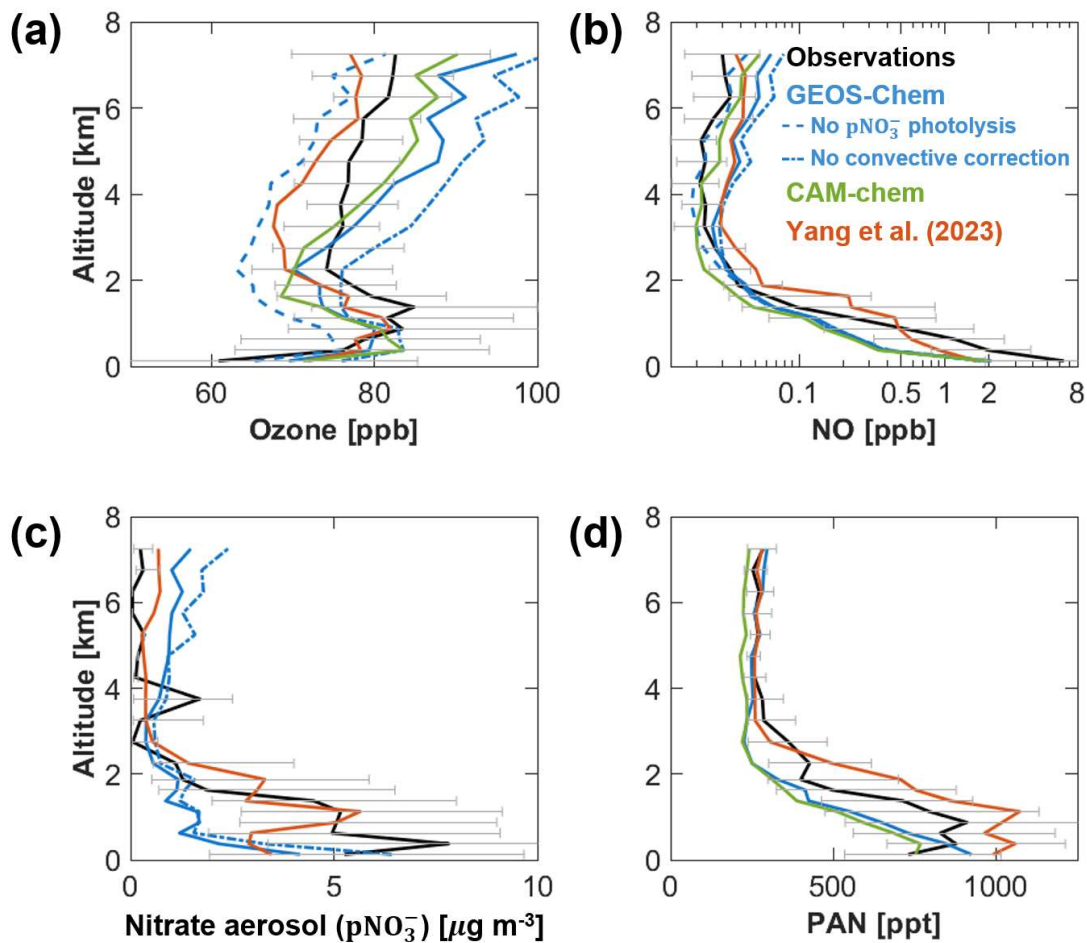 (a)
8
6
4
2
0
Altitude [km]
60
80
100
Ozone [ppb]
(b)
8
6
4
2
0
Observations
GEOS-Chem
No pNO₃⁻ photolysis
No convective correction
CAM-chem
Yang et al. (2023)
0.1
0.5
1
2
8
NO [ppb]
(c)
8
6
4
2
0
Altitude [km]
0
5
10
Nitrate aerosol (pNO₃⁻) [μg m⁻³]
(d)
8
6
4
2
0
0
500
1000
PAN [ppt]